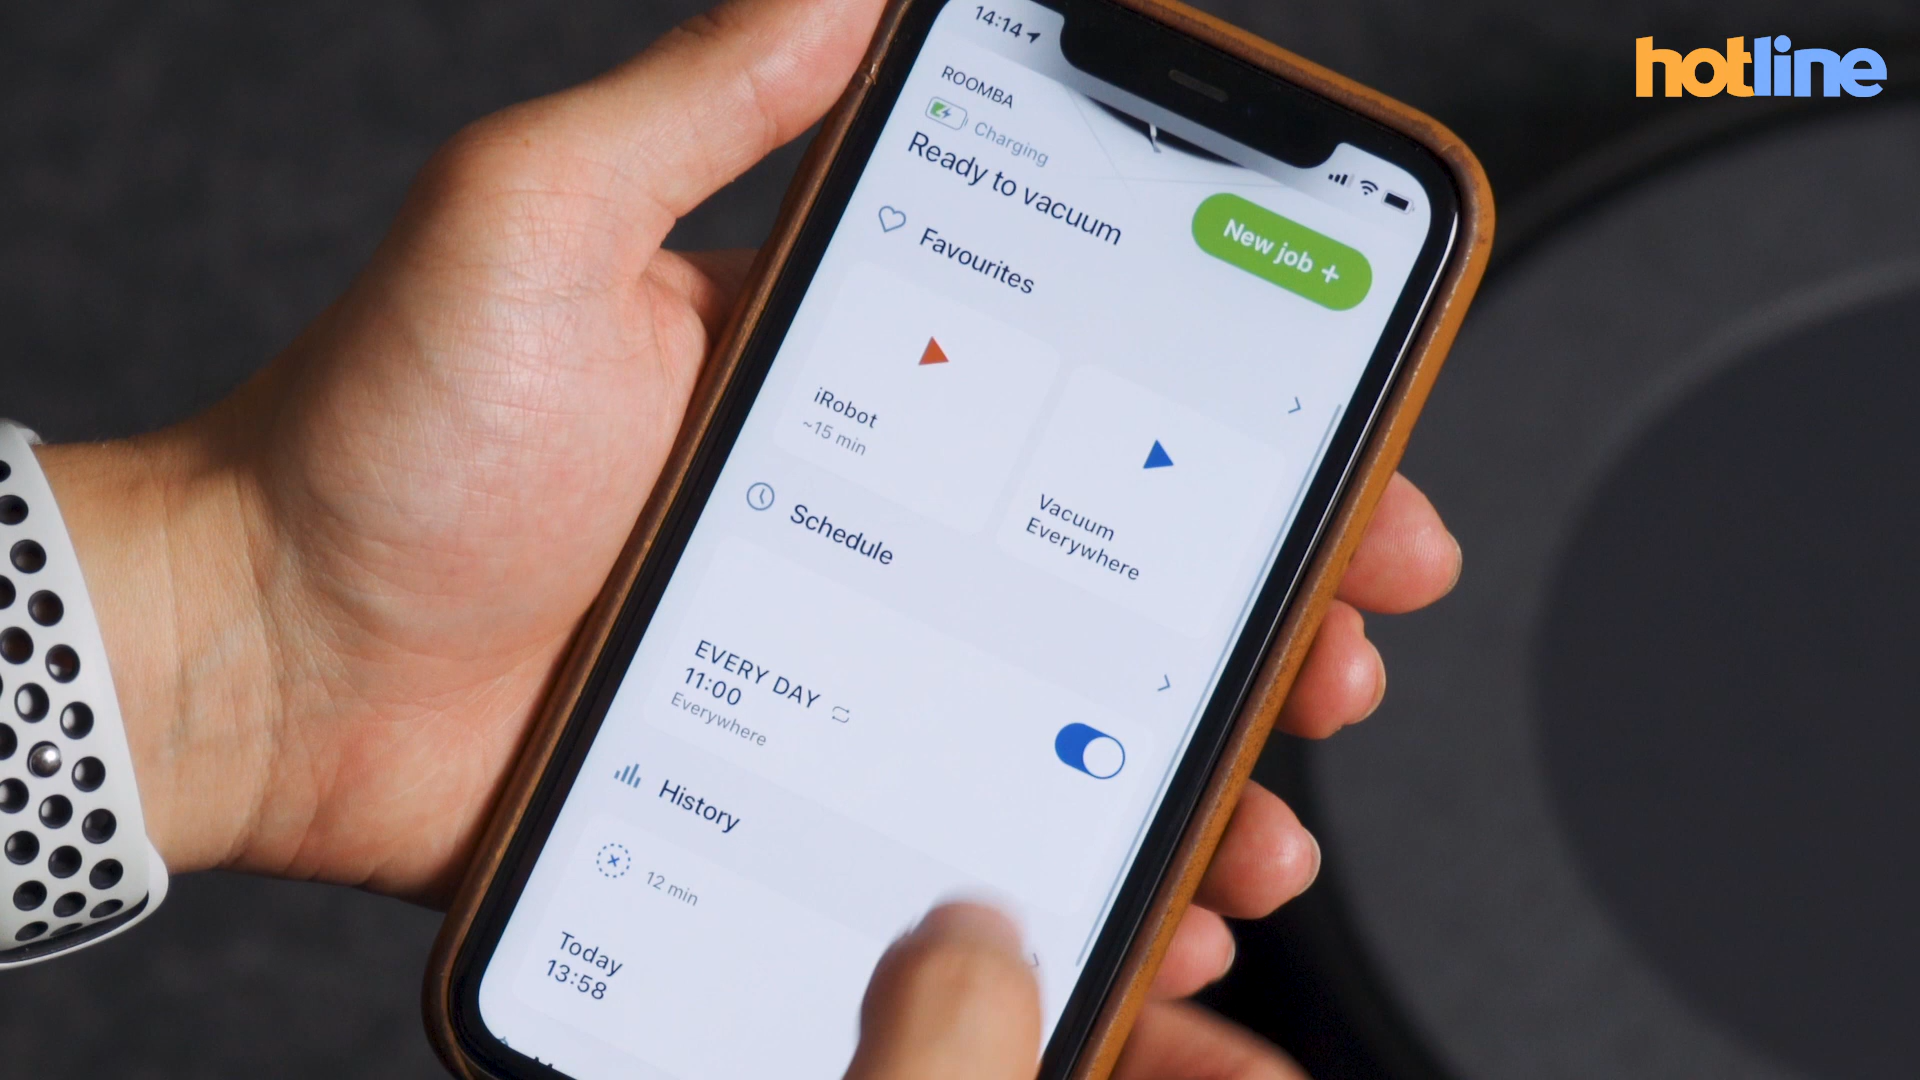 hotline
14:14
ROOMBA
Charging
Ready to vacuum
New job +
Favourites
iRobot
~15 min
Vacuum
Everywhere
Schedule
EVERY DAY
11:00
Everywhere
History
12 min
Today
13:58